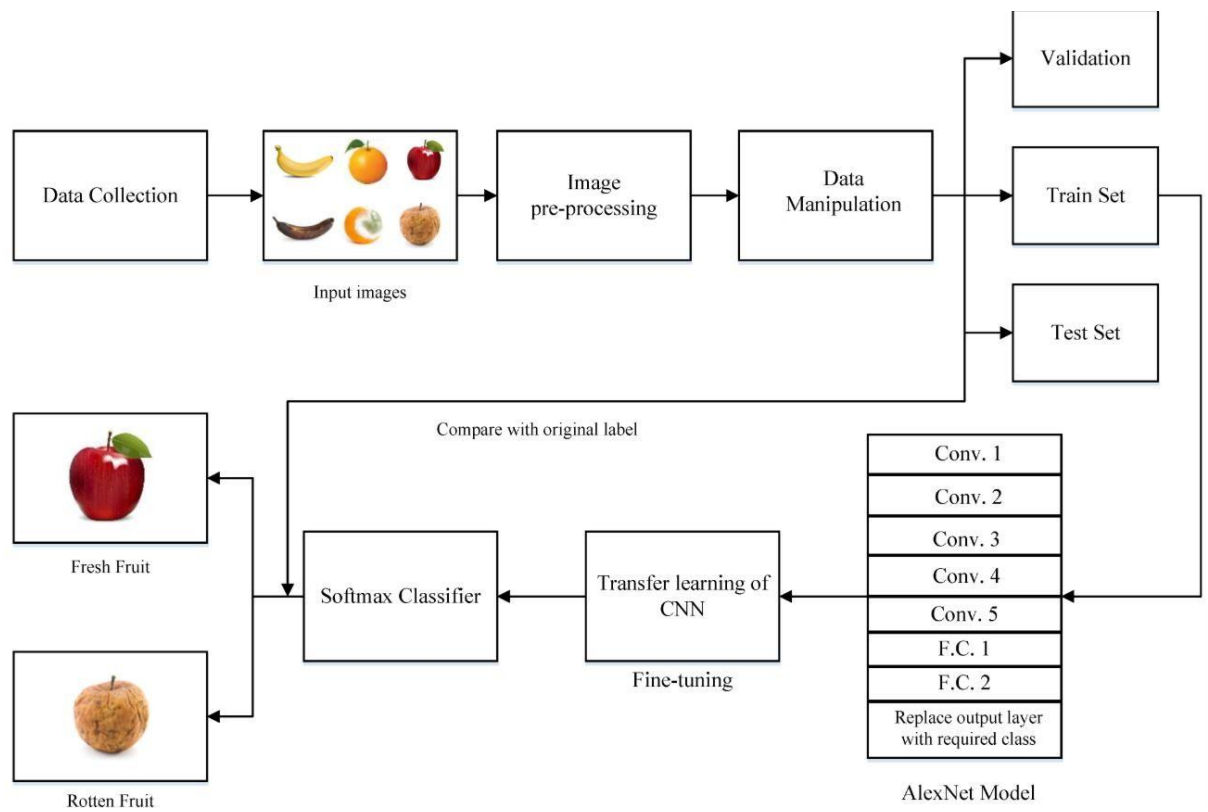 Validation
Data Collection
Image
pre-processing
Data
Manipulation
Train Set
Input images
Test Set
Compare with original label
Fresh Fruit
Rotten Fruit
Softmax Classifier
Transfer learning of
CNN
Fine-tuning
Conv. 1
Conv. 2
Conv. 3
Conv. 4
Conv. 5
F.C. 1
F.C. 2
Replace output layer
with required class
AlexNet Model